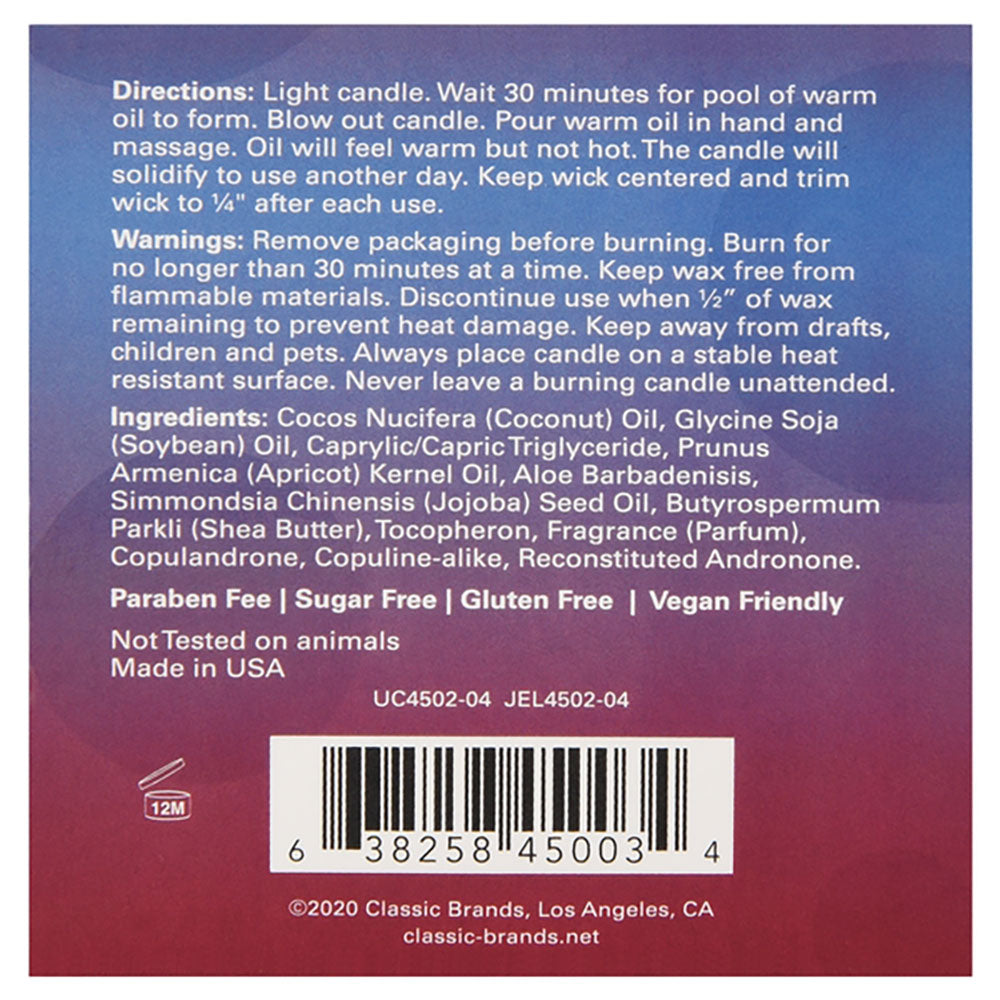 Directions: Light candle. Wait 30 minutes for pool of warm
oil to form. Blow out candle. Pour warm oil in hand and
massage. Oil will feel warm but not hot. The candle will
solidify to use another day. Keep wick centered and trim
wick to ¼" after each use.
Warnings: Remove packaging before burning. Burn for
no longer than 30 minutes at a time. Keep wax free from
flammable materials. Discontinue use when ½” of wax
remaining to prevent heat damage. Keep away from drafts,
children and pets. Always place candle on a stable heat
resistant surface. Never leave a burning candle unattended.
Ingredients: Cocos Nucifera (Coconut) Oil, Glycine Soja
(Soybean) Oil, Caprylic/Capric Triglyceride, Prunus
Armenica (Apricot) Kernel Oil, Aloe Barbadenisis,
Simmondsia Chinensis (Jojoba) Seed Oil, Butyrospermum
Parkli (Shea Butter), Tocopheron, Fragrance (Parfum),
Copulandrone, Copuline-alike, Reconstituted Andronone.
Paraben Fee | Sugar Free | Gluten Free | Vegan Friendly
Not Tested on animals
Made in USA
UC4502-04 JEL4502-04
12M
6 38258 45003 4
©2020 Classic Brands, Los Angeles, CA
classic-brands.net